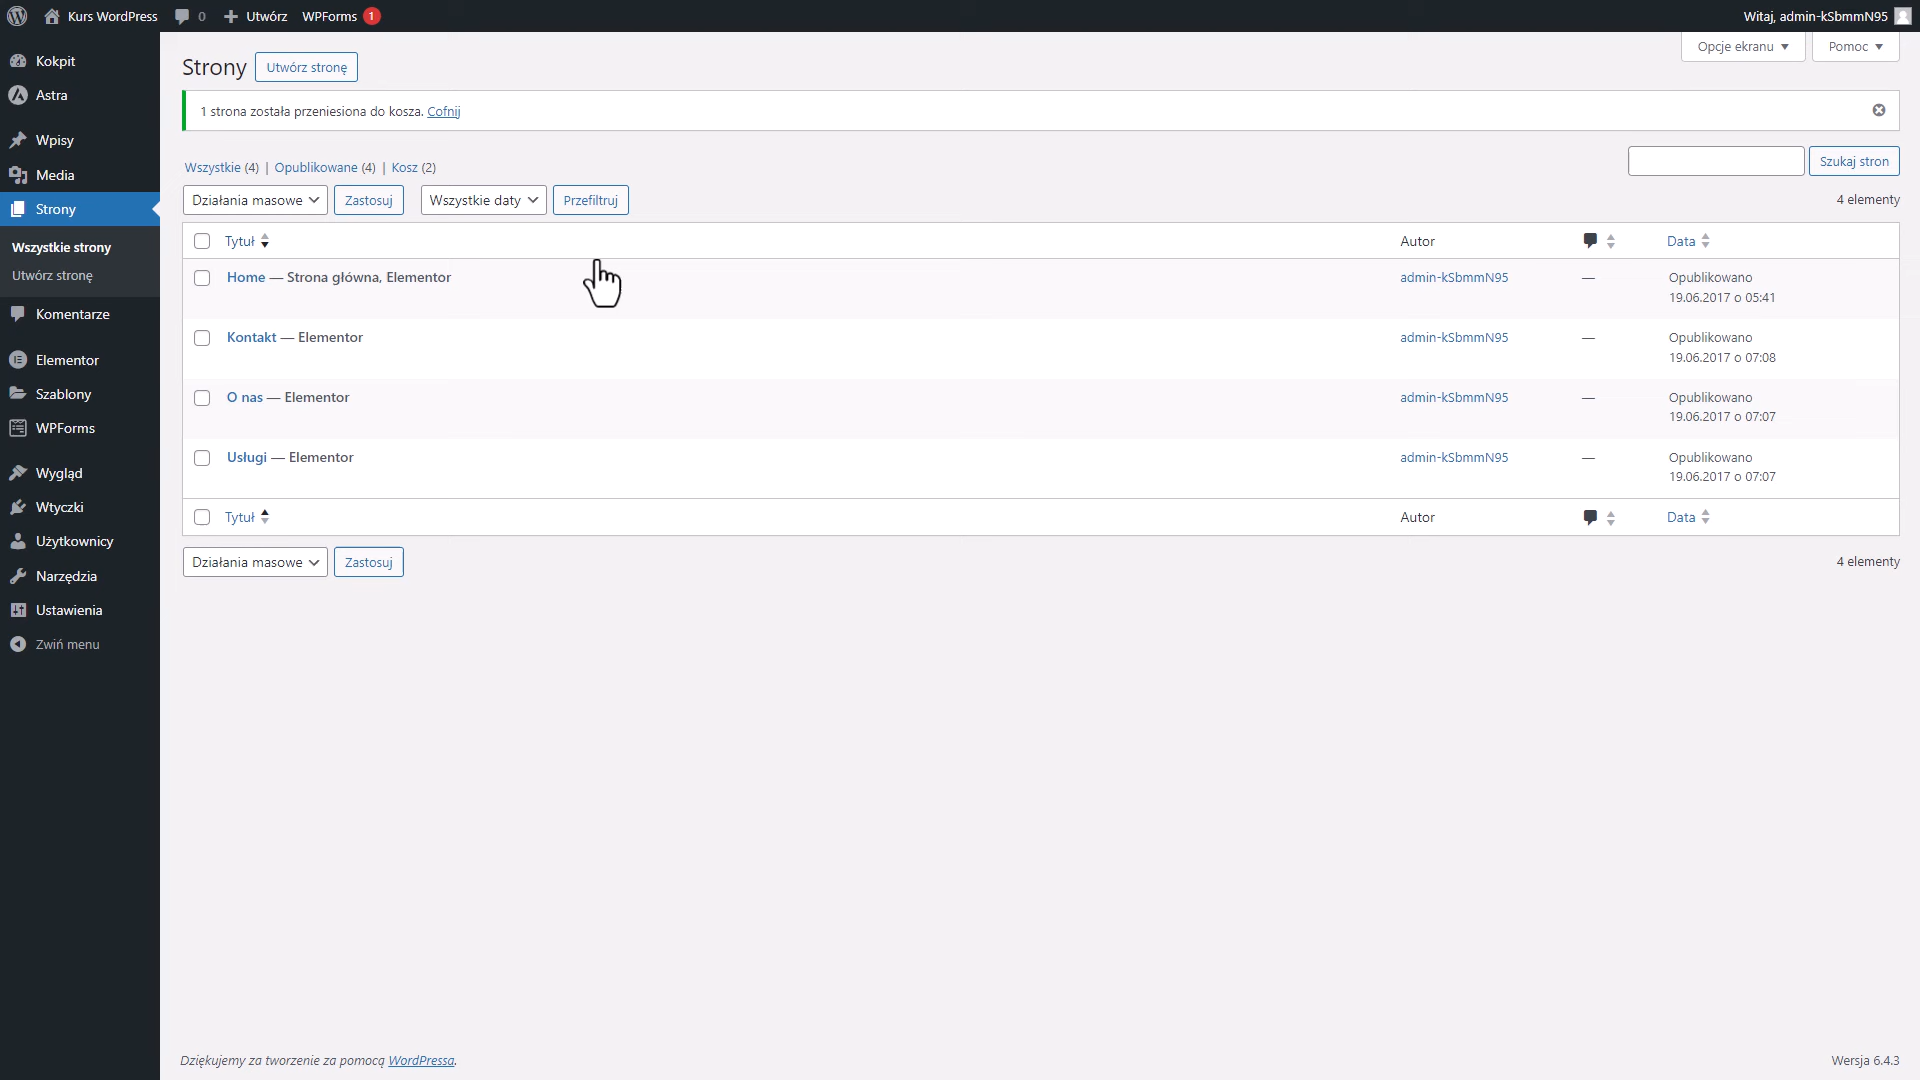 Kurs WordPress 0 Utwórz WPForms 1 Witaj, admin-kSbmmN95
Kokpit
Astra
Wpisy
Media
Strony
Wszystkie strony
Utwórz stronę
Komentarze
Elementor
Szablony
WPForms
Wygląd
Wtyczki
Użytkownicy
Narzędzia
Ustawienia
Zwiń menu
Opcje ekranu Pomoc
Strony Utwórz stronę
1 strona została przeniesiona do kosza. Cofnij
Wszystkie (4) | Opublikowane (4) | Kosz (2)
Szukaj stron
Działania masowe Zastosuj Wszystkie daty Przefiltruj 4 elementy
Tytuł Autor Data
Home — Strona główna, Elementor admin-kSbmmN95 — Opublikowano
19.06.2017 o 05:41
Kontakt — Elementor admin-kSbmmN95 — Opublikowano
19.06.2017 o 07:08
O nas — Elementor admin-kSbmmN95 — Opublikowano
19.06.2017 o 07:07
Usługi — Elementor admin-kSbmmN95 — Opublikowano
19.06.2017 o 07:07
Tytuł Autor Data
Działania masowe Zastosuj 4 elementy
Dziękujemy za tworzenie za pomocą WordPressa. Wersja 6.4.3